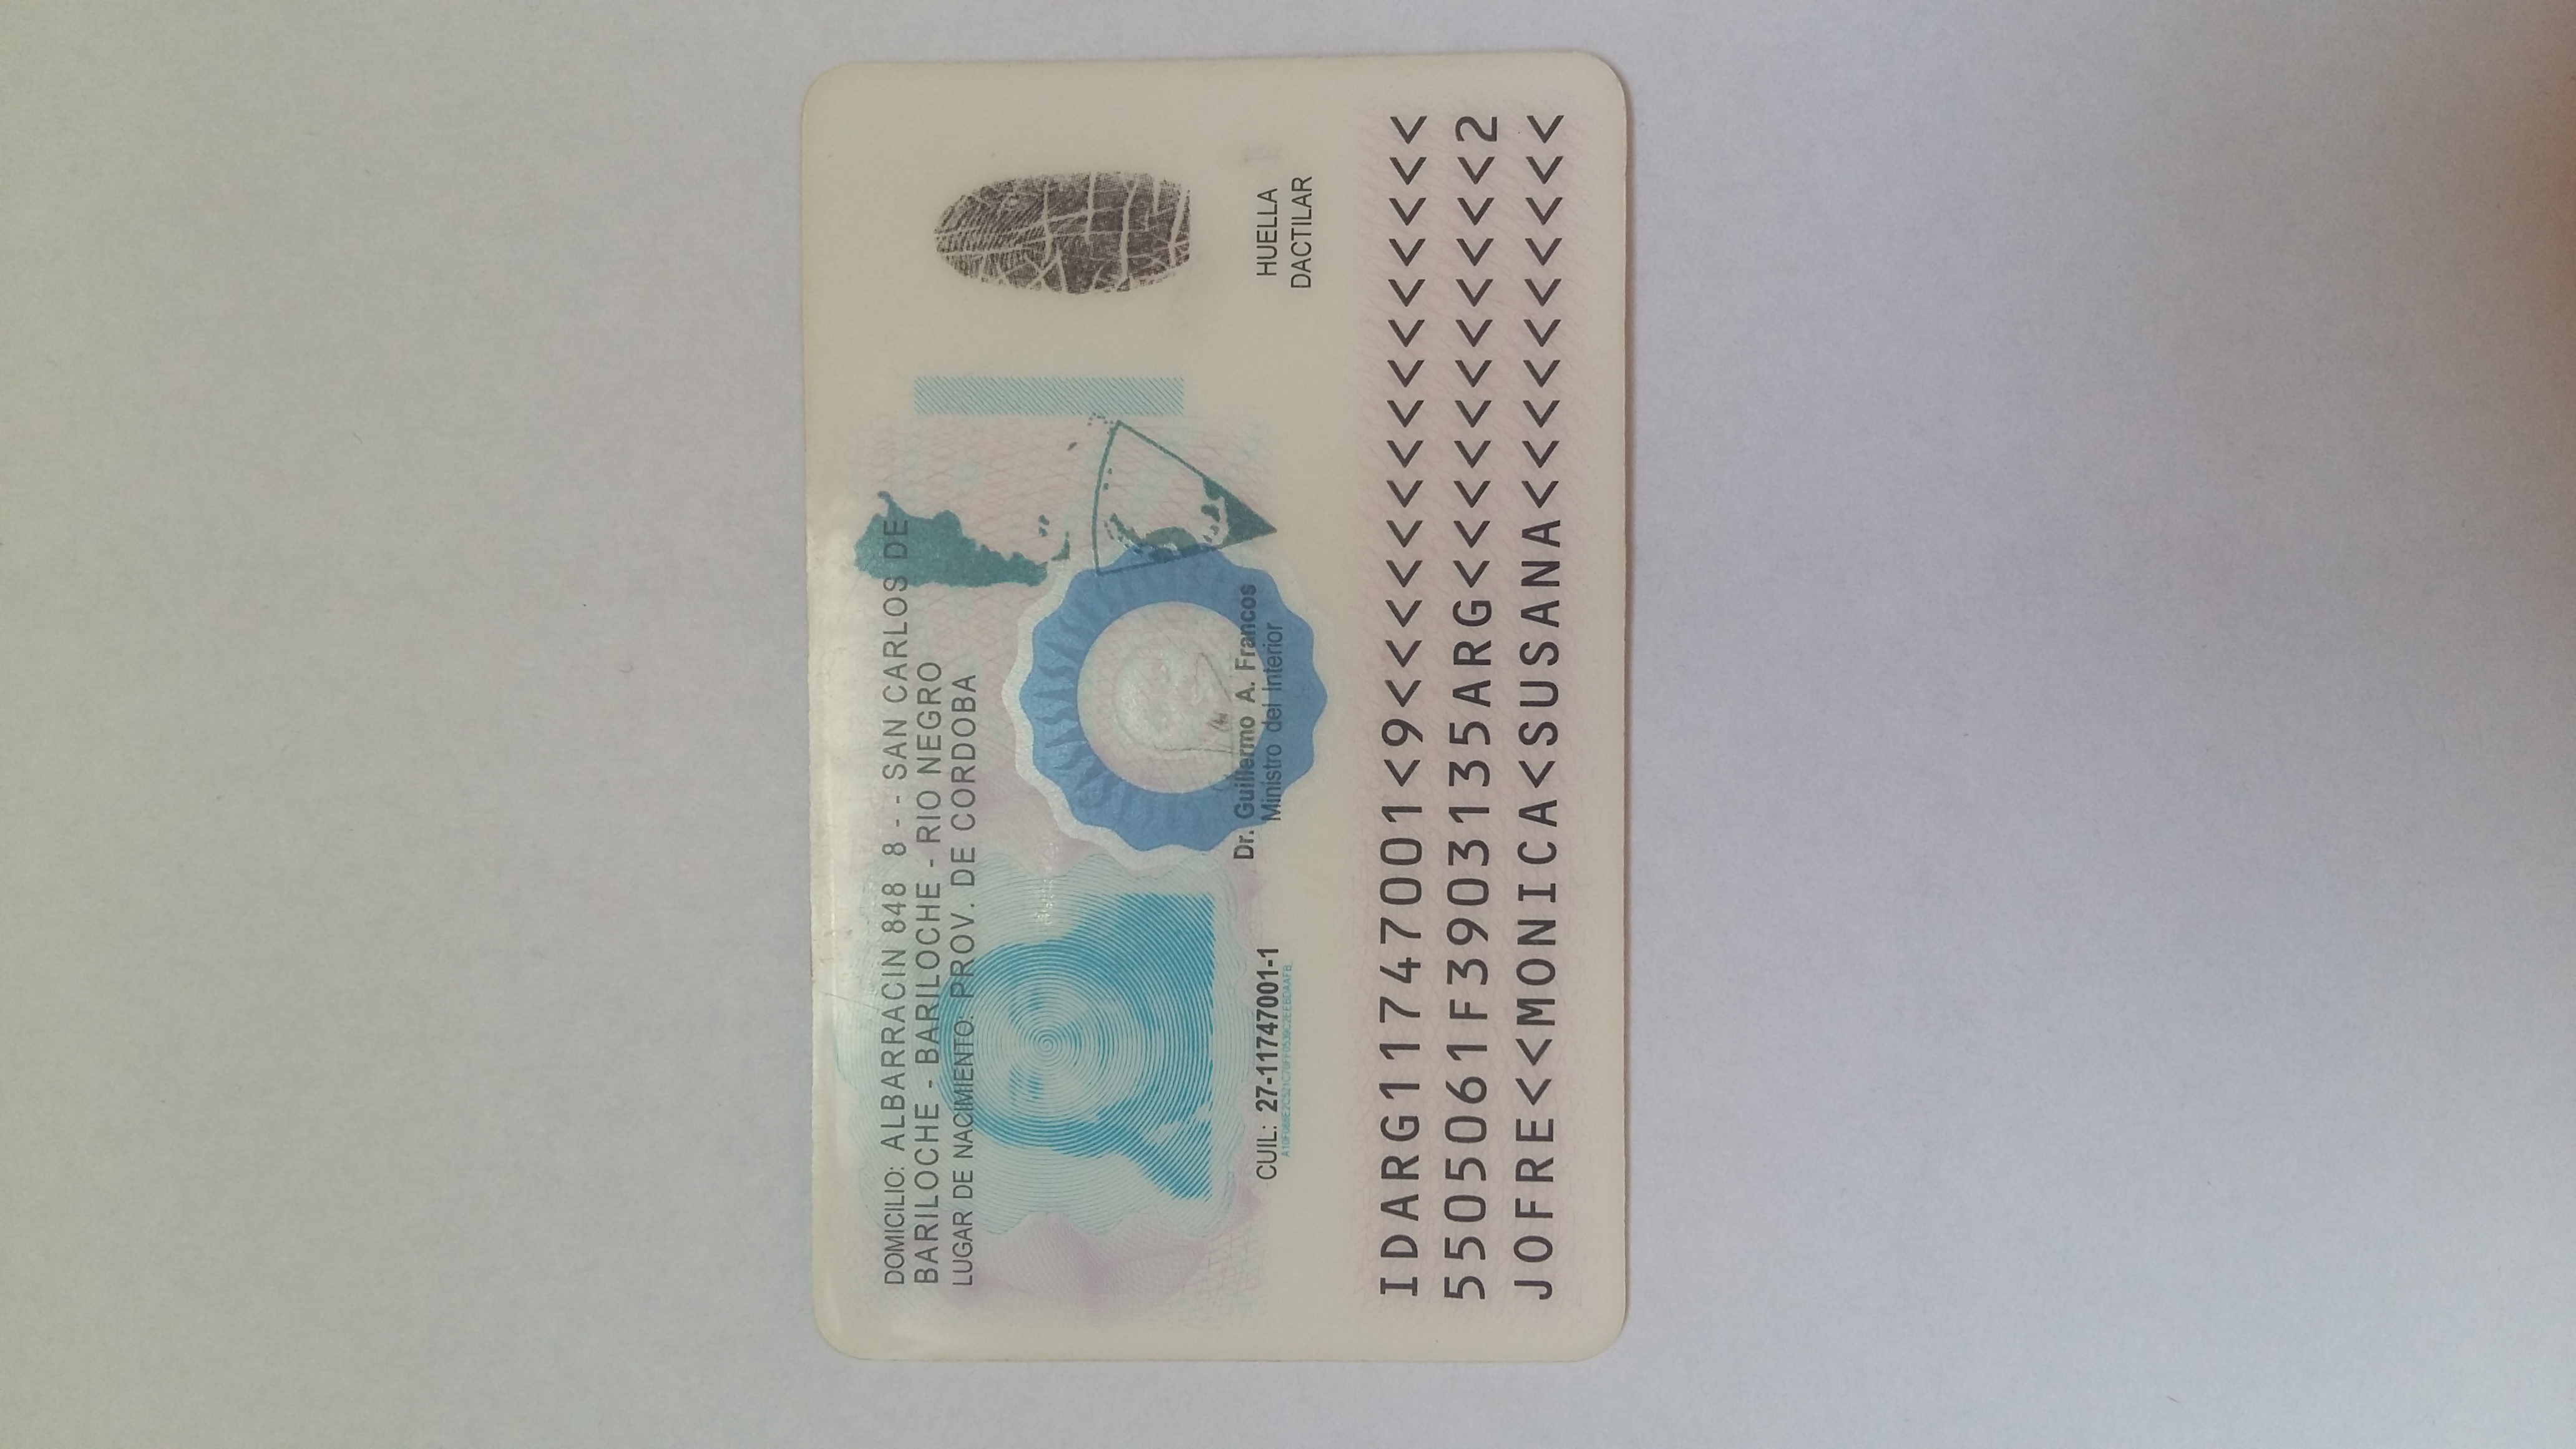 DOMICILIO: ALBARRACIN 848 8 - - SAN CARLOS DE
BARILOCHE - BARILOCHE - RIO NEGRO
LUGAR DE NACIMIENTO: PROV. DE CORDOBA
CUIL: 27-11747001-1
Dr. Guillermo A. Francos
Ministro del Interior
HUELLA
DACTILAR
IDARG11747001<9<<<<<<<<<<<<<<<
5505061F3903135ARG<<<<<<<<<<<2
JOFRE<<MONICA<SUSANA<<<<<<<<<<